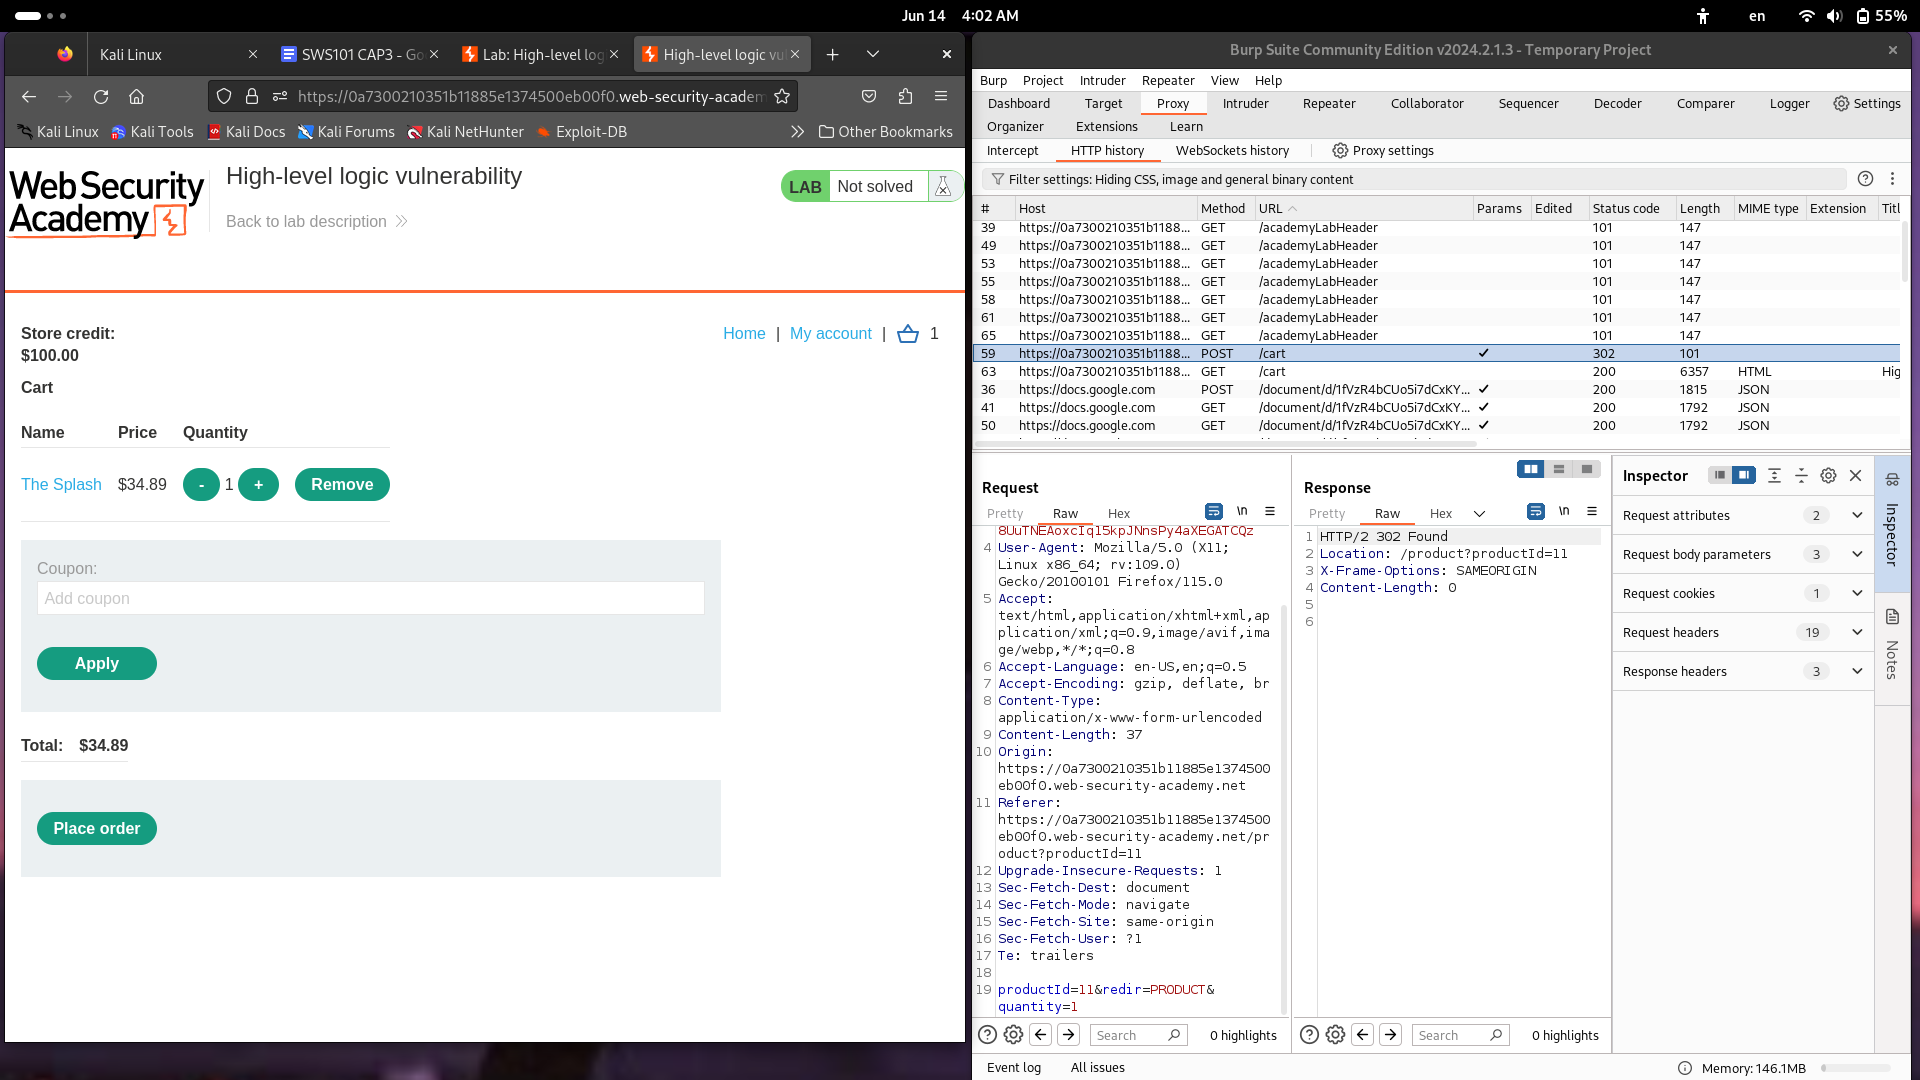 Jun 14 4:02 AM
en
55%
Kali Linux
SWS101 CAP3 - Go
Lab: High-level log
High-level logic vul
https://0a7300210351b11885e1374500eb00f0.web-security-academ
Kali Linux
Kali Tools
Kali Docs
Kali Forums
Kali NetHunter
Exploit-DB
Other Bookmarks
WebSecurity
Academy
High-level logic vulnerability
Back to lab description
LAB Not solved
Store credit:
$100.00
Home | My account | 1
Cart
Name Price Quantity
The Splash $34.89 - 1 + Remove
Coupon:
Add coupon
Apply
Total: $34.89
Place order
Burp Suite Community Edition v2024.2.1.3 - Temporary Project
Burp Project Intruder Repeater View Help
Dashboard Target Proxy Intruder Repeater Collaborator Sequencer Decoder Comparer Logger Settings
Organizer Extensions Learn
Intercept HTTP history WebSockets history Proxy settings
Filter settings: Hiding CSS, image and general binary content
# Host Method URL Params Edited Status code Length MIME type Extension Titl
39 https://0a7300210351b1188... GET /academyLabHeader 101 147
49 https://0a7300210351b1188... GET /academyLabHeader 101 147
53 https://0a7300210351b1188... GET /academyLabHeader 101 147
55 https://0a7300210351b1188... GET /academyLabHeader 101 147
58 https://0a7300210351b1188... GET /academyLabHeader 101 147
61 https://0a7300210351b1188... GET /academyLabHeader 101 147
65 https://0a7300210351b1188... GET /academyLabHeader 101 147
59 https://0a7300210351b1188... POST /cart ✓ 302 101
63 https://0a7300210351b1188... GET /cart 200 6357 HTML Hig
36 https://docs.google.com POST /document/d/1fVzR4bCUo5i7dCxKY... ✓ 200 1815 JSON
41 https://docs.google.com GET /document/d/1fVzR4bCUo5i7dCxKY... ✓ 200 1792 JSON
50 https://docs.google.com GET /document/d/1fVzR4bCUo5i7dCxKY... ✓ 200 1792 JSON
Request
Pretty Raw Hex
\n
8UuTNEAoxcIq15kpJNnsPy4aXEGATCQz
4 User-Agent: Mozilla/5.0 (X11;
Linux x86_64; rv:109.0)
Gecko/20100101 Firefox/115.0
5 Accept:
text/html,application/xhtml+xml,ap
plication/xml;q=0.9,image/avif,ima
ge/webp,*/*;q=0.8
6 Accept-Language: en-US,en;q=0.5
7 Accept-Encoding: gzip, deflate, br
8 Content-Type:
application/x-www-form-urlencoded
9 Content-Length: 37
10 Origin:
https://0a7300210351b11885e1374500
eb00f0.web-security-academy.net
11 Referer:
https://0a7300210351b11885e1374500
eb00f0.web-security-academy.net/pr
oduct?productId=11
12 Upgrade-Insecure-Requests: 1
13 Sec-Fetch-Dest: document
14 Sec-Fetch-Mode: navigate
15 Sec-Fetch-Site: same-origin
16 Sec-Fetch-User: ?1
17 Te: trailers
18
19 productId=11&redir=PRODUCT&
quantity=1
Search
0 highlights
Response
Pretty Raw Hex
\n
1 HTTP/2 302 Found
2 Location: /product?productId=11
3 X-Frame-Options: SAMEORIGIN
4 Content-Length: 0
5
6
Search
0 highlights
Inspector
Request attributes 2
Request body parameters 3
Request cookies 1
Request headers 19
Response headers 3
Inspector
Notes
Event log All issues
Memory: 146.1MB